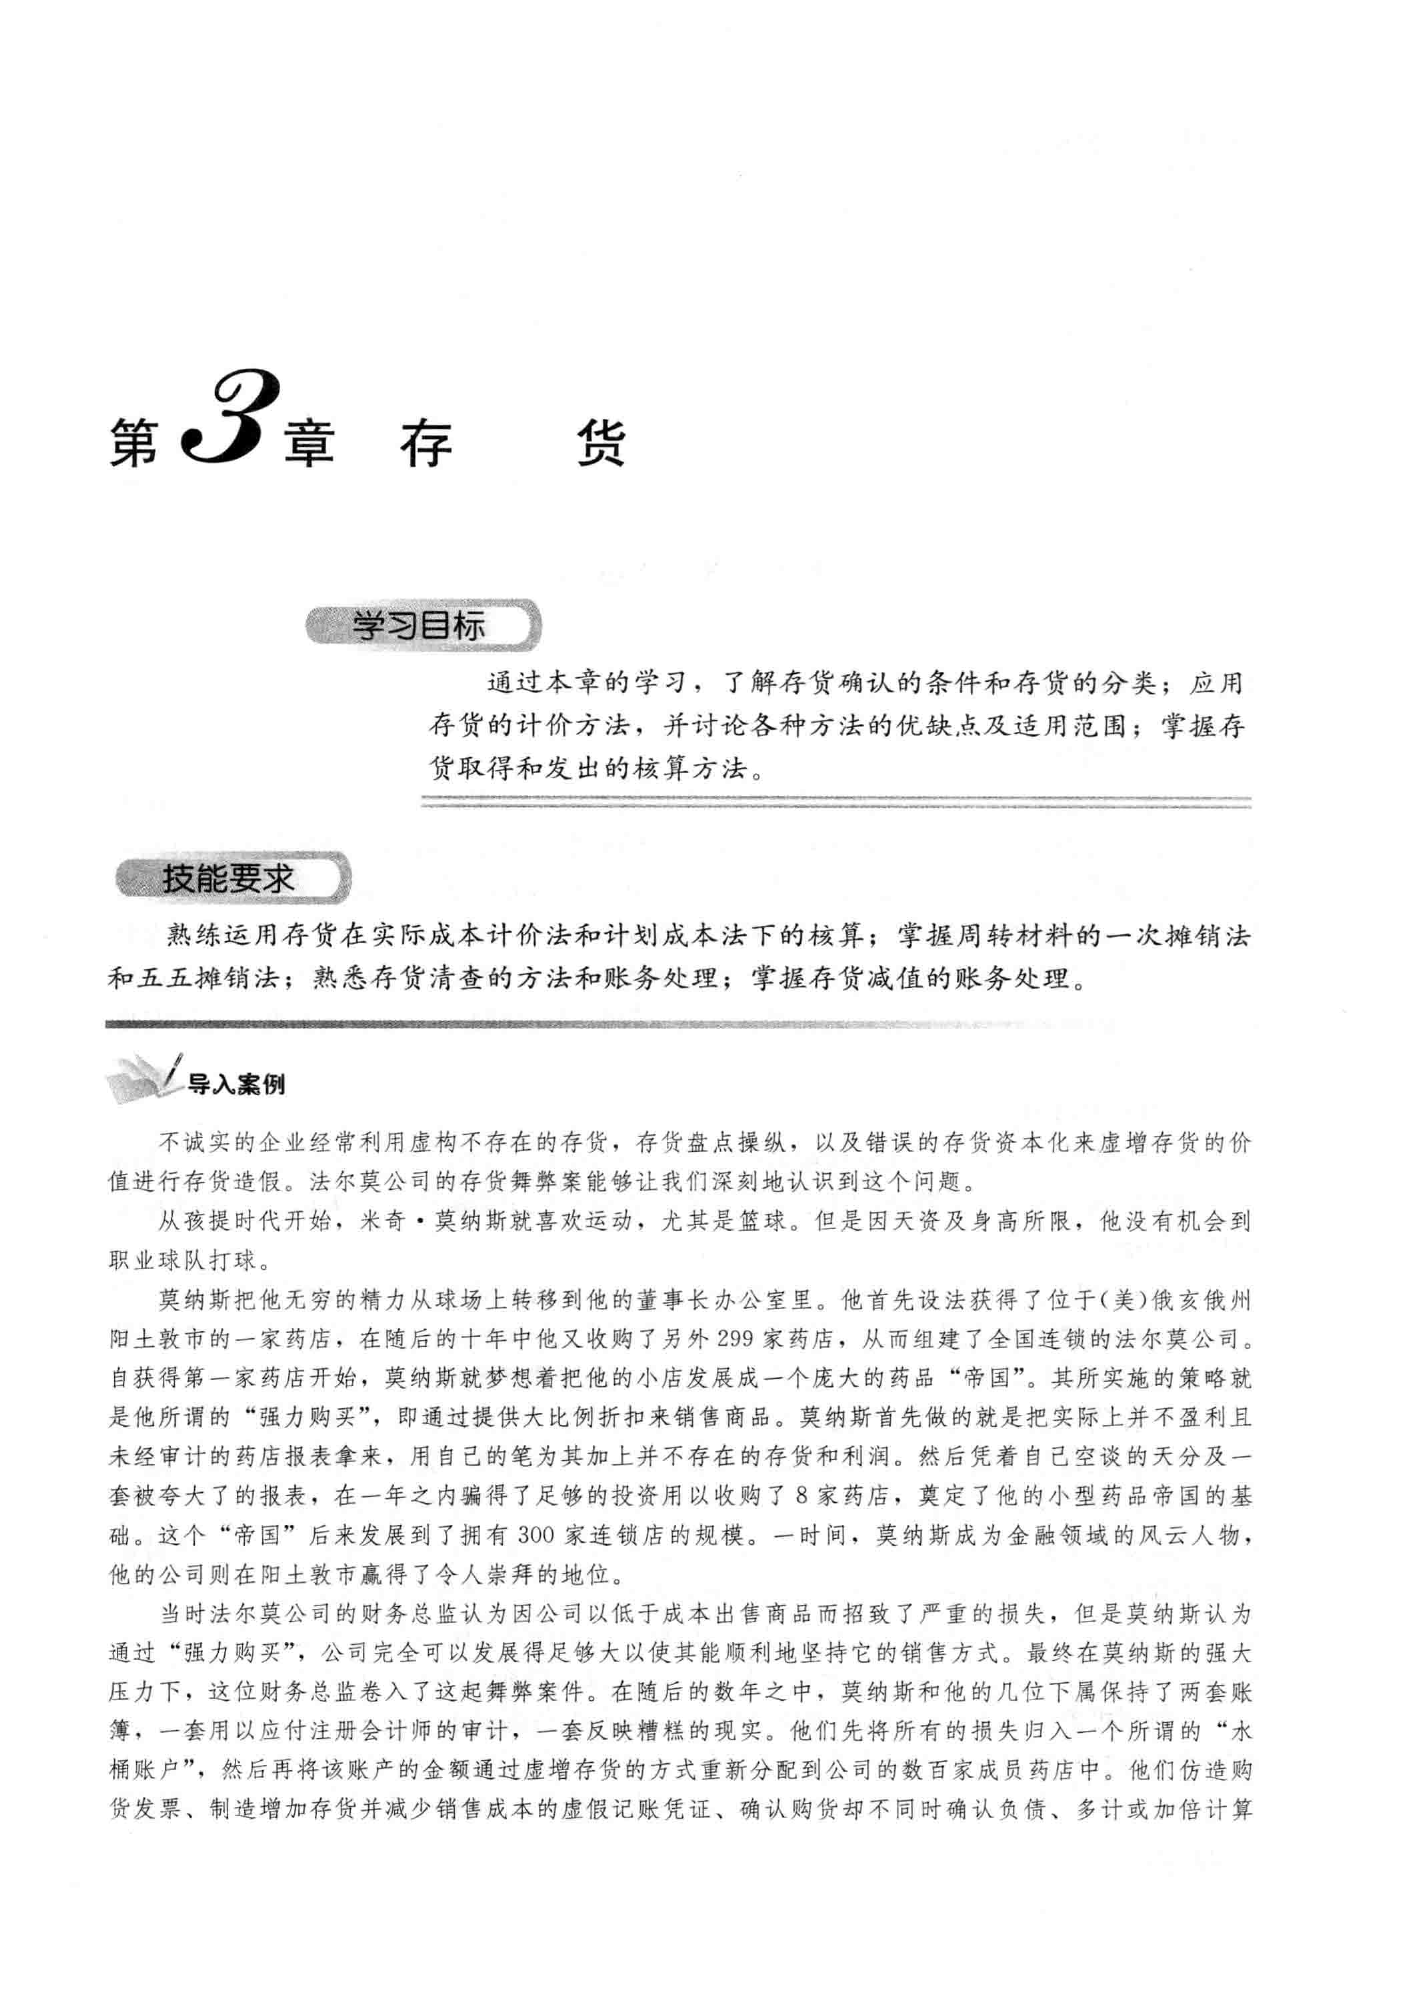 第3章 存 货
学习目标
通过本章的学习，了解存货确认的条件和存货的分类；应用
存货的计价方法，并讨论各种方法的优缺点及适用范围；掌握存
货取得和发出的核算方法。
技能要求
熟练运用存货在实际成本计价法和计划成本法下的核算；掌握周转材料的一次摊销法
和五五摊销法；熟悉存货清查的方法和账务处理；掌握存货减值的账务处理。
导入案例
不诚实的企业经常利用虚构不存在的存货，存货盘点操纵，以及错误的存货资本化来虚增存货的价
值进行存货造假。法尔莫公司的存货舞弊案能够让我们深刻地认识到这个问题。
从孩提时代开始，米奇·莫纳斯就喜欢运动，尤其是篮球。但是因天资及身高所限，他没有机会到
职业球队打球。
莫纳斯把他无穷的精力从球场上转移到他的董事长办公室里。他首先设法获得了位于(美)俄亥俄州
阳土敦市的一家药店，在随后的十年中他又收购了另外 299 家药店，从而组建了全国连锁的法尔莫公司。
自获得第一家药店开始，莫纳斯就梦想着把他的小店发展成一个庞大的药品“帝国”。其所实施的策略就
是他所谓的“强力购买”，即通过提供大比例折扣来销售商品。莫纳斯首先做的就是把实际上并不盈利且
未经审计的药店报表拿来，用自己的笔为其加上并不存在的存货和利润。然后凭着自己空谈的天分及一
套被夸大了的报表，在一年之内骗得了足够的投资用以收购了 8 家药店，奠定了他的小型药品帝国的基
础。这个“帝国”后来发展到了拥有 300 家连锁店的规模。一时间，莫纳斯成为金融领域的风云人物，
他的公司则在阳土敦市赢得了令人崇拜的地位。
当时法尔莫公司的财务总监认为因公司以低于成本出售商品而招致了严重的损失，但是莫纳斯认为
通过“强力购买”，公司完全可以发展得足够大以使其能顺利地坚持它的销售方式。最终在莫纳斯的强大
压力下，这位财务总监卷入了这起舞弊案件。在随后的数年之中，莫纳斯和他的几位下属保持了两套账
簿，一套用以应付注册会计师的审计，一套反映糟糕的现实。他们先将所有的损失归入一个所谓的“水
桶账户”，然后再将该账产的金额通过虚增存货的方式重新分配到公司的数百家成员药店中。他们仿造购
货发票、制造增加存货并减少销售成本的虚假记账凭证、确认购货却不同时确认负债、多计或加倍计算